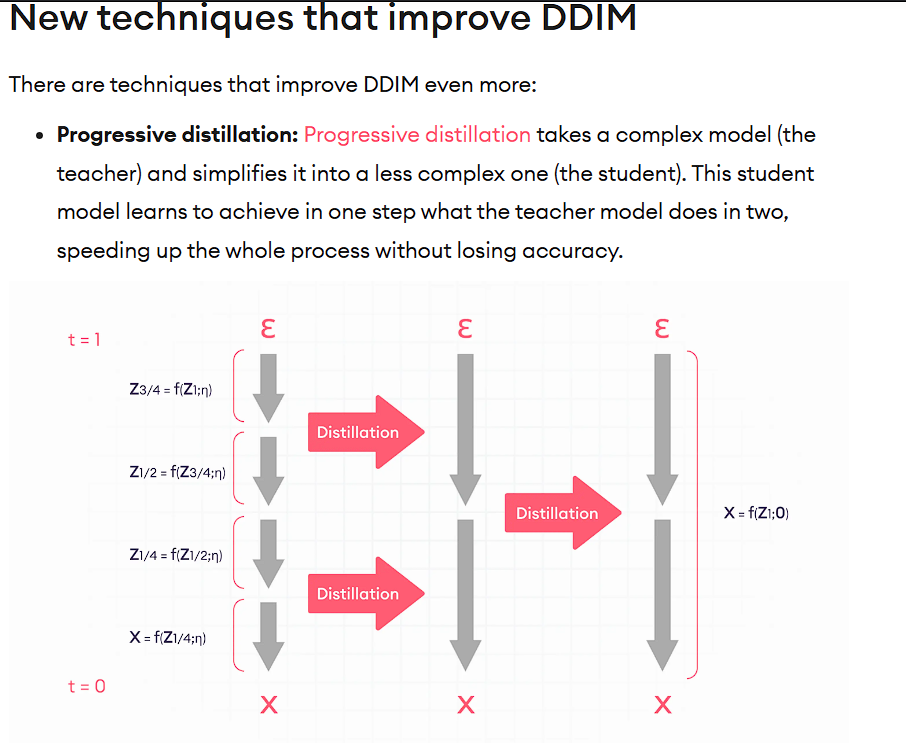 New techniques that improve DDIM
There are techniques that improve DDIM even more:
• Progressive distillation: Progressive distillation takes a complex model (the
teacher) and simplifies it into a less complex one (the student). This student
model learns to achieve in one step what the teacher model does in two,
speeding up the whole process without losing accuracy.
t = 1
ε
ε
ε
Z3/4 = f(Z1;η)
Distillation
Z1/2 = f(Z3/4;η)
Distillation
X = f(Z1;0)
Z1/4 = f(Z1/2;η)
Distillation
X = f(Z1/4;η)
t = 0
X
X
X